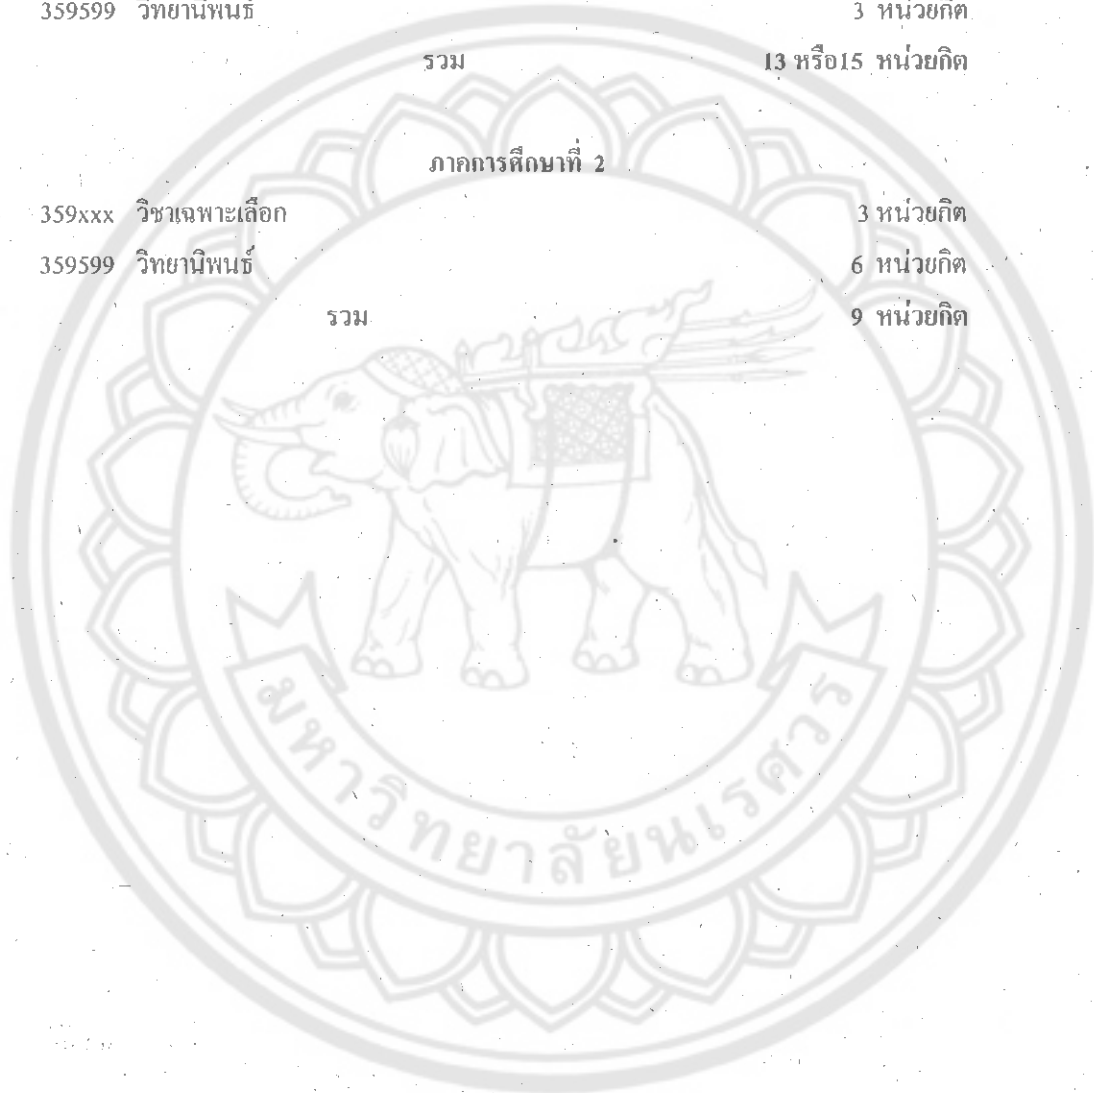 359599 วิทยานิพนธ์ 3 หน่วยกิต
รวม 13 หรือ15 หน่วยกิต
ภาคการศึกษาที่ 2
359xxx วิชาเฉพาะเลือก 3 หน่วยกิต
359599 วิทยานิพนธ์ 6 หน่วยกิต
รวม 9 หน่วยกิต
มหาวิทยาลัยนเรศวร